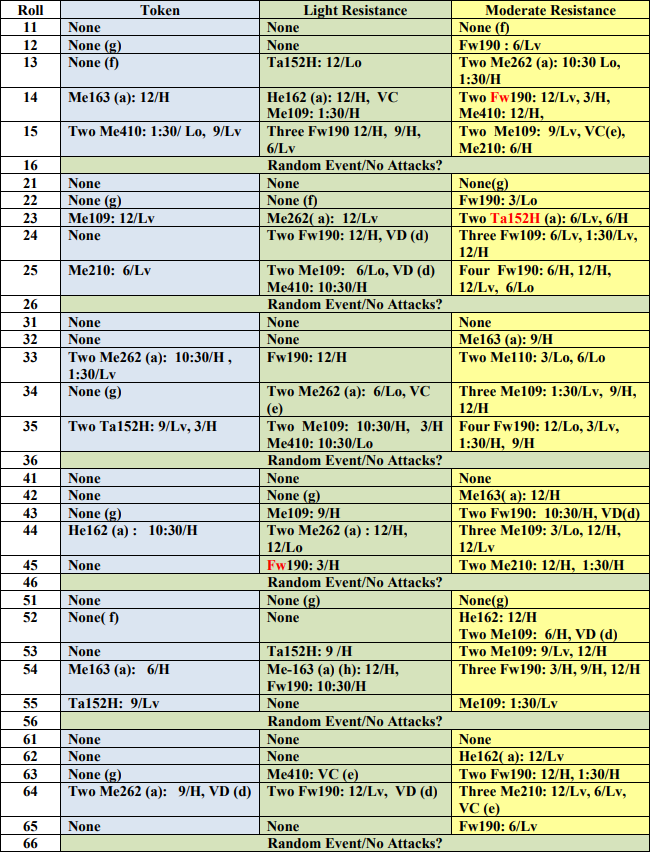 Roll Token Light Resistance Moderate Resistance
11 None None None (f)
12 None (g) None Fw190 : 6/Lv
13 None (f) Ta152H: 12/Lo Two Me262 (a): 10:30 Lo,
1:30/H
14 Me163 (a): 12/H He162 (a): 12/H, VC Two Fw190: 12/Lv, 3/H,
Me109: 1:30/H Me410: 12/H,
15 Two Me410: 1:30/ Lo, 9/Lv Three Fw190 12/H, 9/H, Two Me109: 9/Lv, VC(e),
6/Lv Me210: 6/H
16 Random Event/No Attacks?
21 None None None(g)
22 None (g) None (f) Fw190: 3/Lo
23 Me109: 12/Lv Me262( a): 12/Lv Two Ta152H (a): 6/Lv, 6/H
24 None Two Fw190: 12/H, VD (d) Three Fw109: 6/Lv, 1:30/Lv,
12/H
25 Me210: 6/Lv Two Me109: 6/Lo, VD (d) Four Fw190: 6/H, 12/H,
Me410: 10:30/H 12/Lv, 6/Lo
26 Random Event/No Attacks?
31 None None None
32 None None Me163 (a): 9/H
33 Two Me262 (a): 10:30/H , Fw190: 12/H Two Me110: 3/Lo, 6/Lo
1:30/Lv
34 None (g) Two Me262 (a): 6/Lo, VC Three Me109: 1:30/Lv, 9/H,
(e) 12/H
35 Two Ta152H: 9/Lv, 3/H Two Me109: 10:30/H, 3/H Four Fw190: 12/Lo, 3/Lv,
Me410: 10:30/Lo 1:30/H, 9/H
36 Random Event/No Attacks?
41 None None None
42 None None (g) Me163( a): 12/H
43 None (g) Me109: 9/H Two Fw190: 10:30/H, VD(d)
44 He162 (a) : 10:30/H Two Me262 (a) : 12/H, Three Me109: 3/Lo, 12/H,
12/Lo 12/Lv
45 None Fw190: 3/H Two Me210: 12/H, 1:30/H
46 Random Event/No Attacks?
51 None None (g) None(g)
52 None( f) None He162: 12/H
Two Me109: 6/H, VD (d)
53 None Ta152H: 9 /H Two Me109: 9/Lv, 12/H
54 Me163 (a): 6/H Me-163 (a) (h): 12/H, Three Fw190: 3/H, 9/H, 12/H
Fw190: 10:30/H
55 Ta152H: 9/Lv None Me109: 1:30/Lv
56 Random Event/No Attacks?
61 None None None
62 None None He162( a): 12/Lv
63 None (g) Me410: VC (e) Two Fw190: 12/H, 1:30/H
64 Two Me262 (a): 9/H, VD (d) Two Fw190: 12/Lv, VD (d) Three Me210: 12/Lv, 6/Lv,
VC (e)
65 None None Fw190: 6/Lv
66 Random Event/No Attacks?